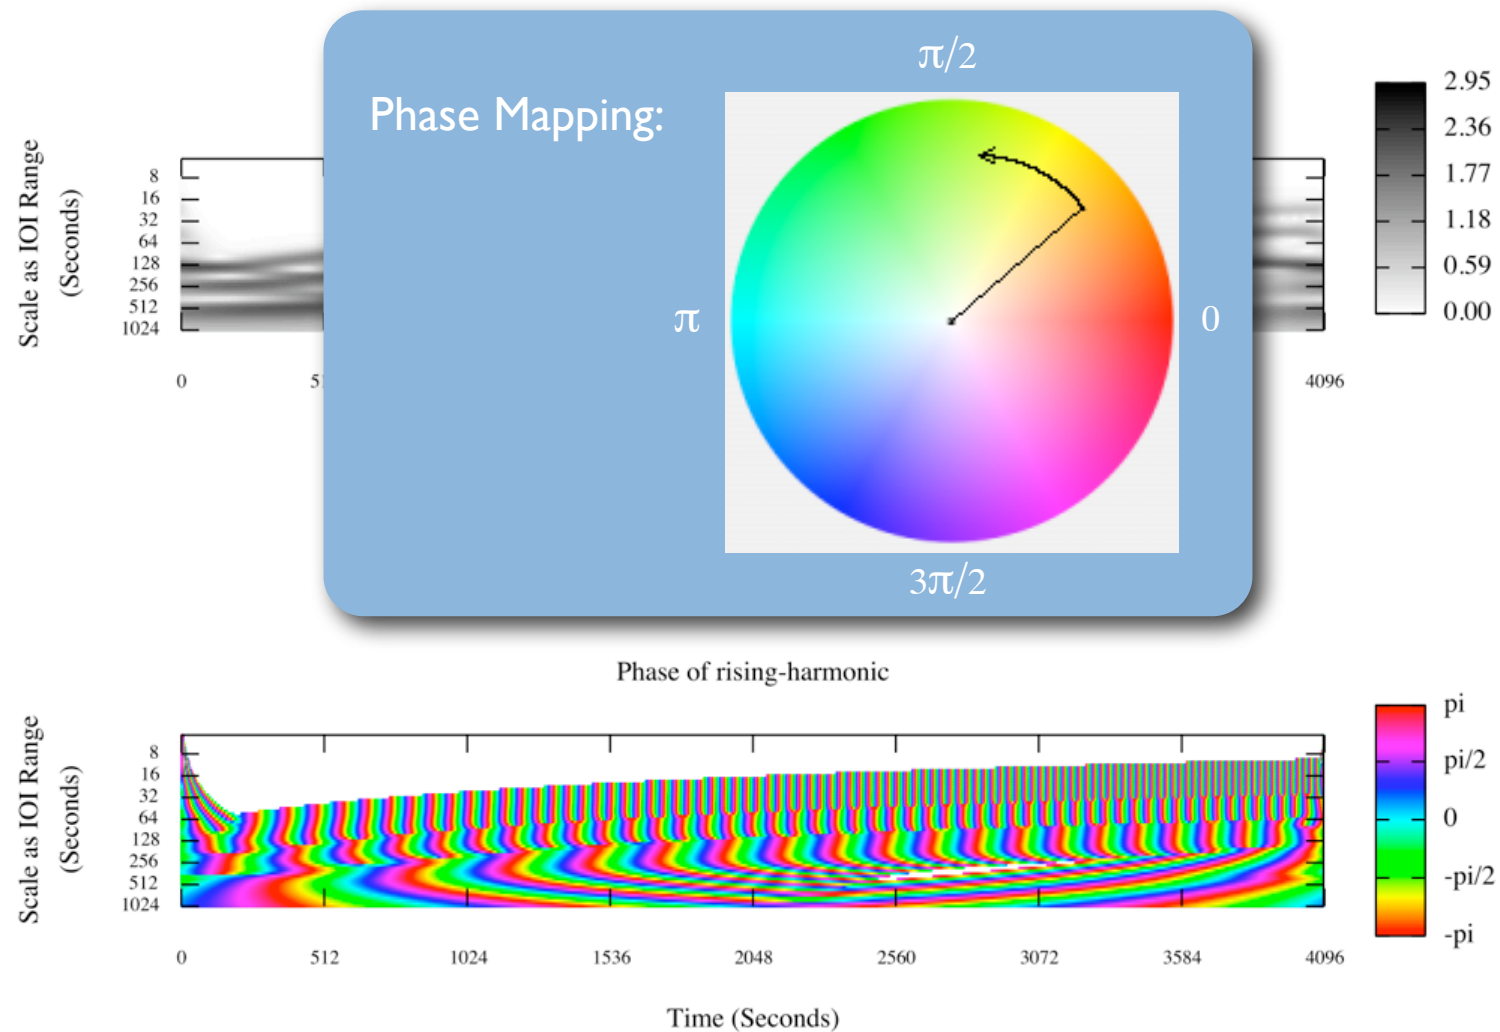 π/2
Phase Mapping:
π
0
3π/2
Scale as IOI Range
(Seconds)
8
16
32
64
128
256
512
1024
0
4096
2.95
2.36
1.77
1.18
0.59
0.00
Phase of rising-harmonic
Scale as IOI Range
(Seconds)
8
16
32
64
128
256
512
1024
0 512 1024 1536 2048 2560 3072 3584 4096
Time (Seconds)
pi
pi/2
0
-pi/2
-pi